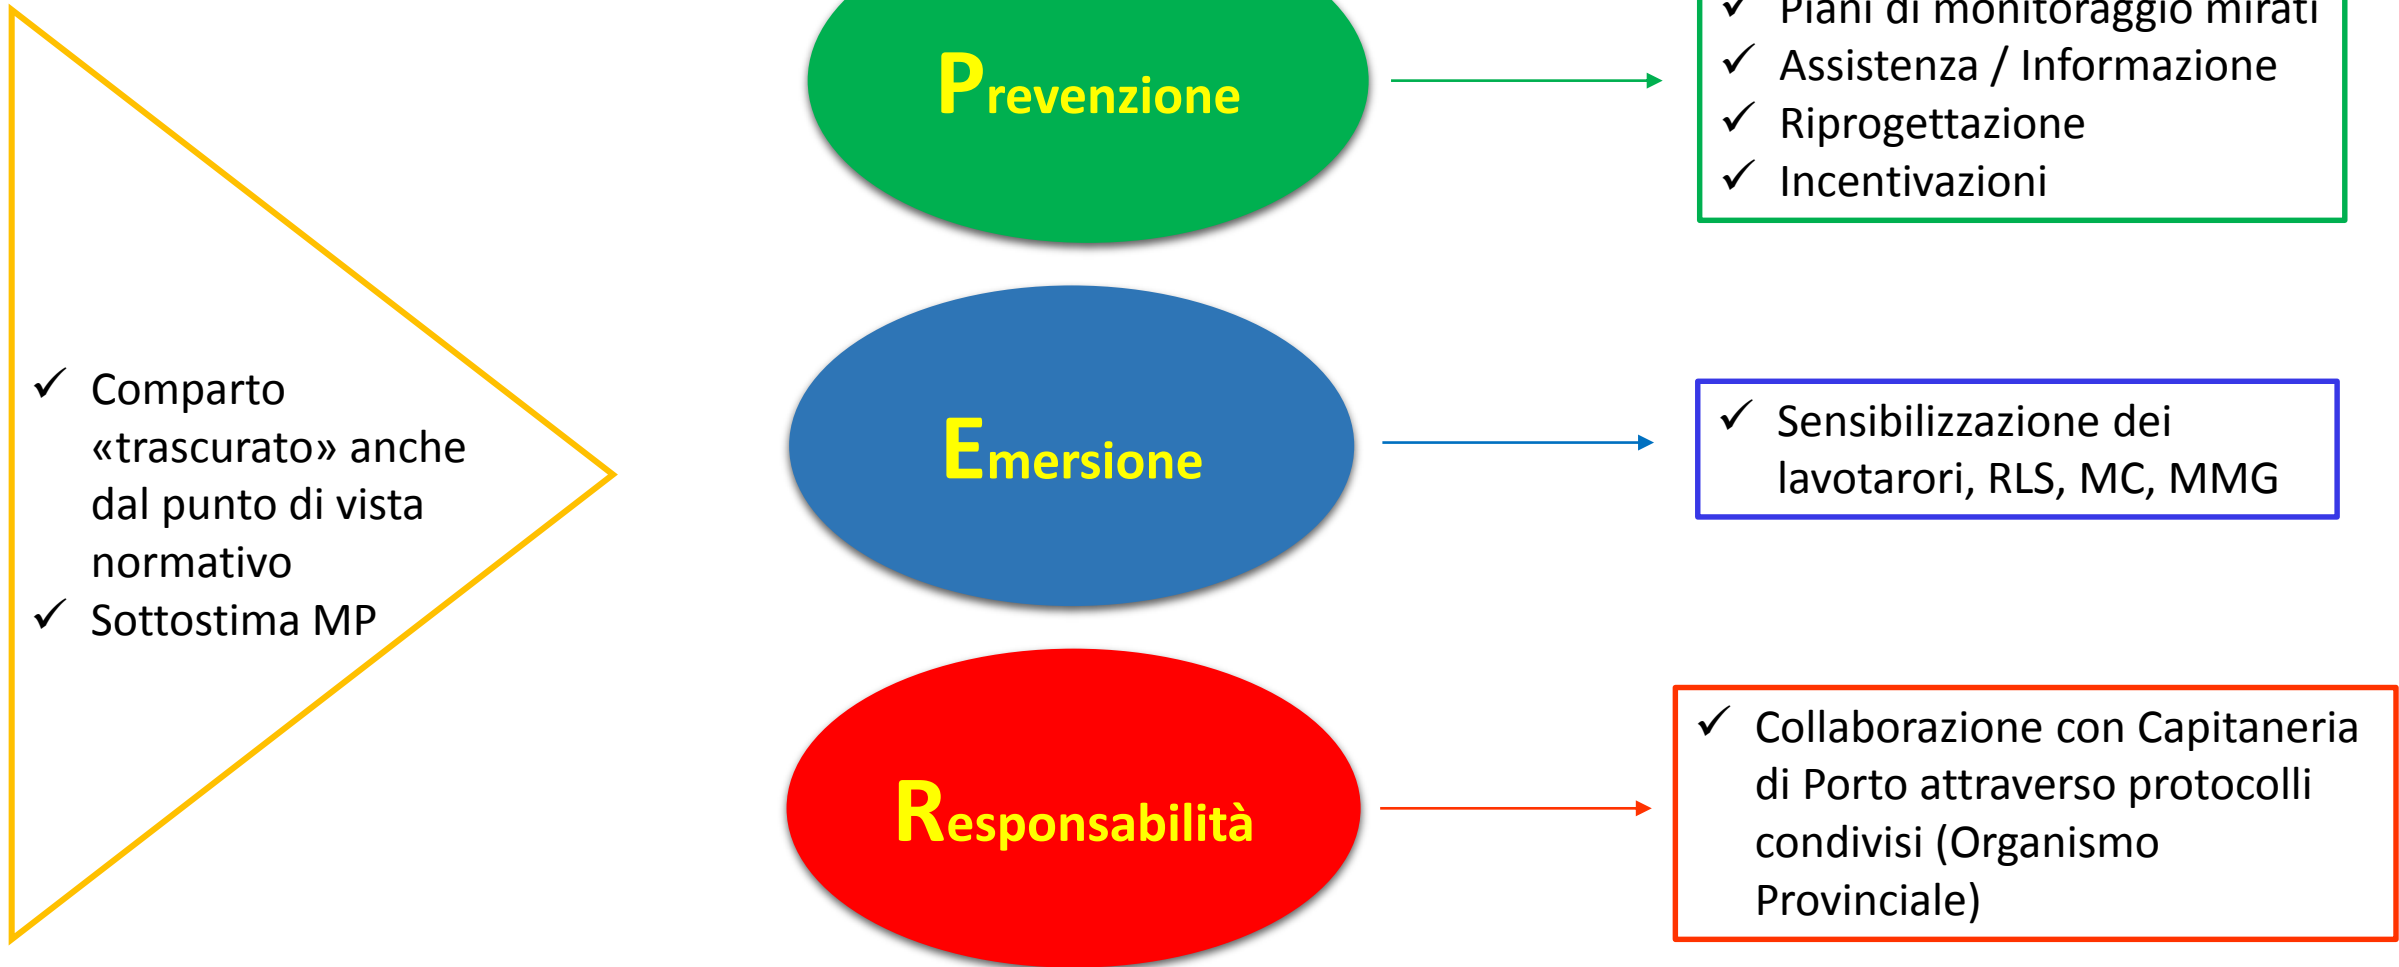 ✓ Comparto
«trascurato» anche
dal punto di vista
normativo
✓ Sottostima MP
Prevenzione
✓ Piani di monitoraggio mirati
✓ Assistenza / Informazione
✓ Riprogettazione
✓ Incentivazioni
Emersione
✓ Sensibilizzazione dei
lavotarori, RLS, MC, MMG
Responsabilità
✓ Collaborazione con Capitaneria
di Porto attraverso protocolli
condivisi (Organismo
Provinciale)